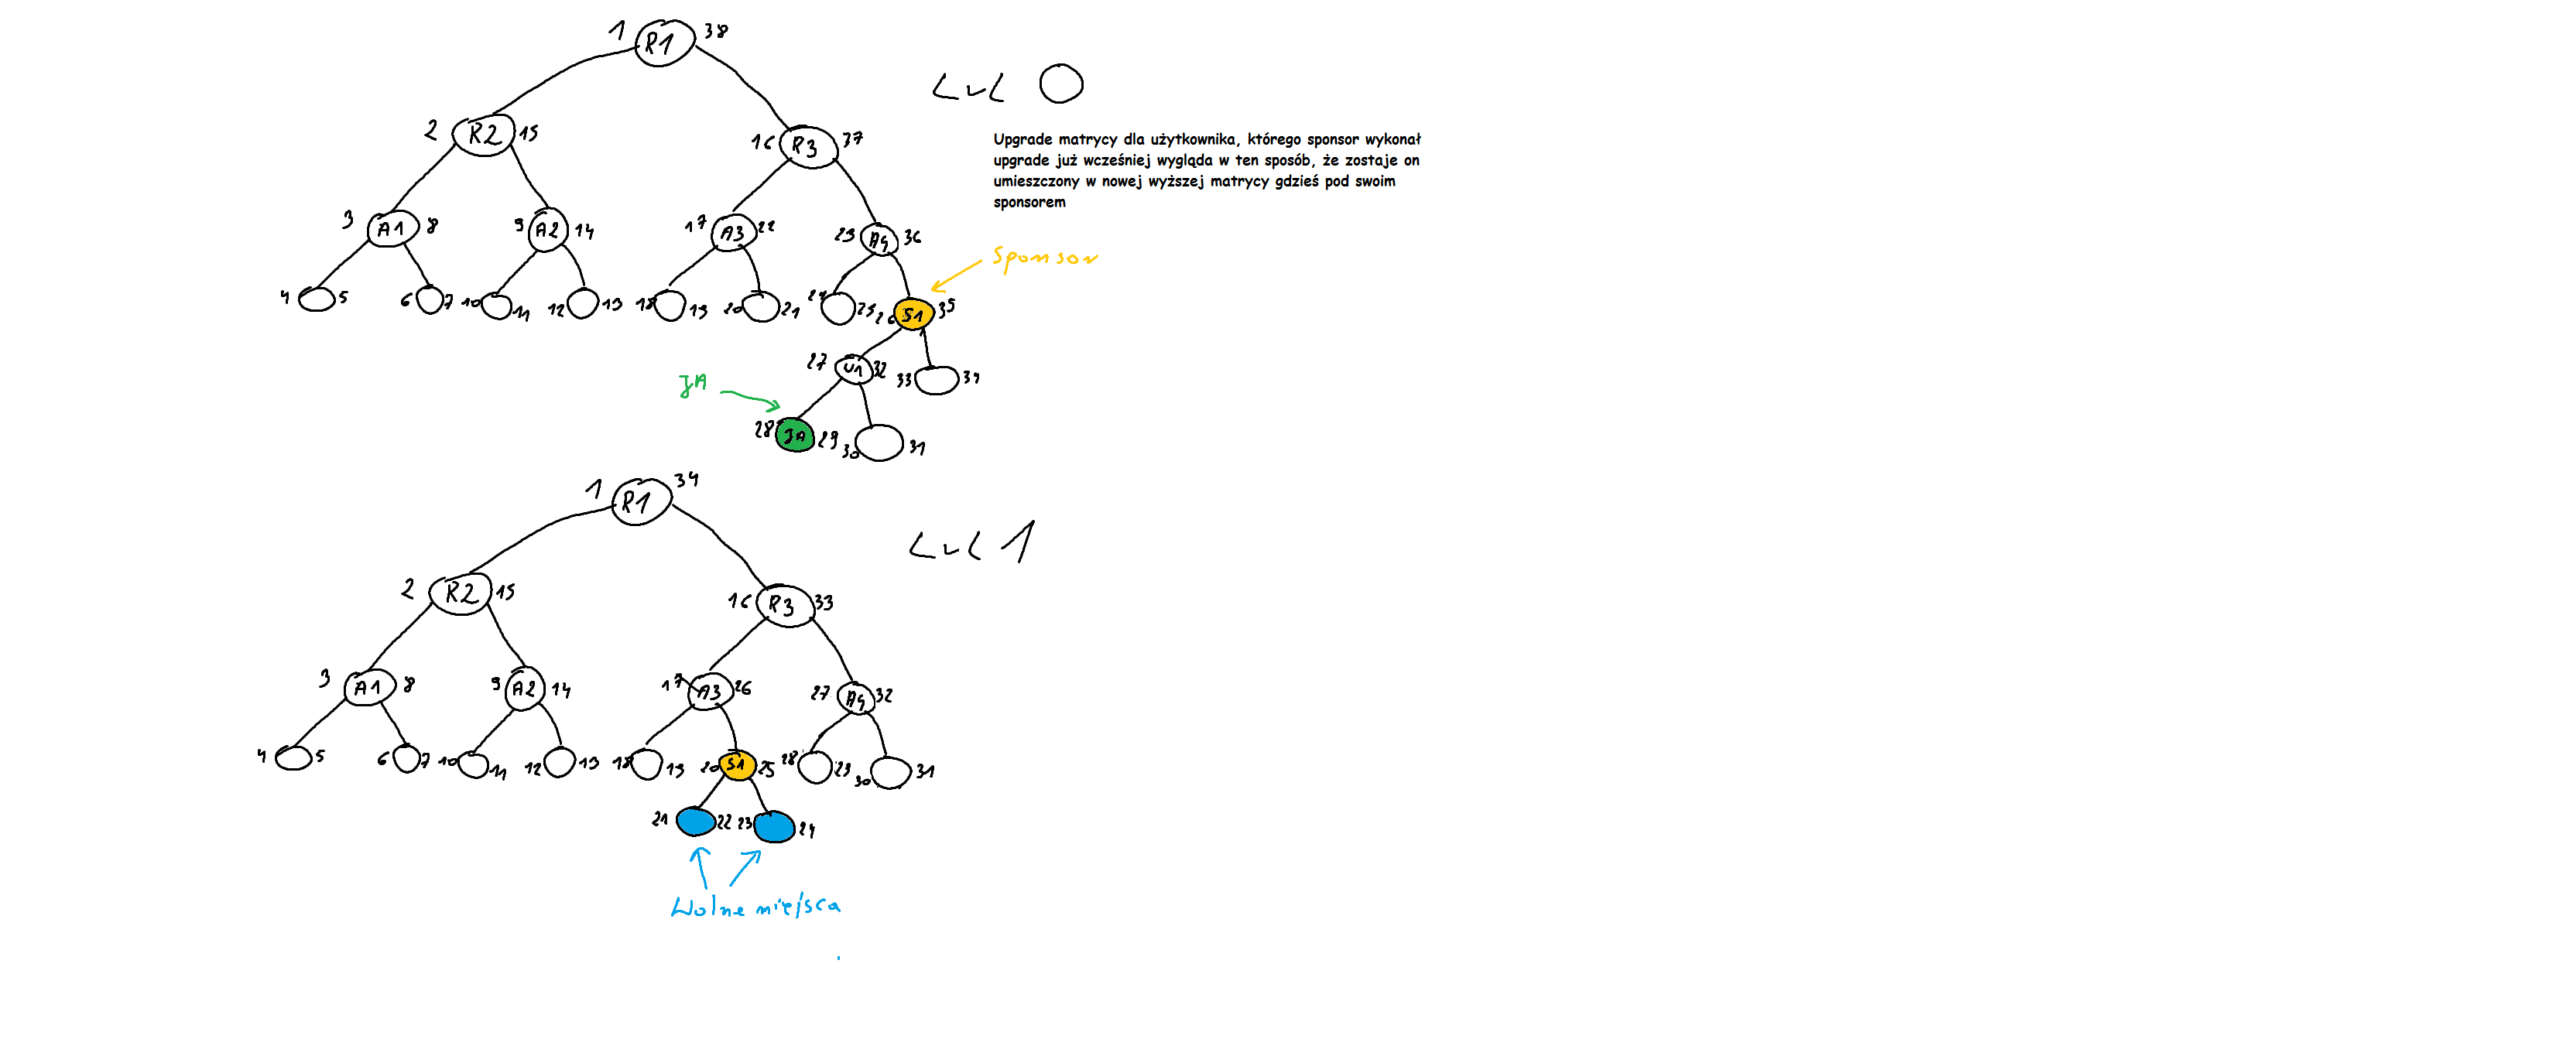 1 R1 38
LvL 0
2 R2 15 16 R3 37
Upgrade matrycy dla użytkownika, którego sponsor wykonał
upgrade już wcześniej wygląda w ten sposób, że zostaje on
umieszczony w nowej wyższej matrycy gdzieś pod swoim
sponsorem
3 A1 8 9 A2 14 17 A3 22 23 A4 36
Sponsor
4 5 6 7 10 11 12 13 18 19 20 21 24 25 26 S1 35
27 U1 32 33 34
JA
28 JA 29 30 31
1 R1 34
LvL 1
2 R2 15 16 R3 33
3 A1 8 9 A2 14 17 A3 26 27 A4 32
4 5 6 7 10 11 12 13 18 19 20 S1 25 28 29 30 31
21 22 23 24
Wolne miejsca